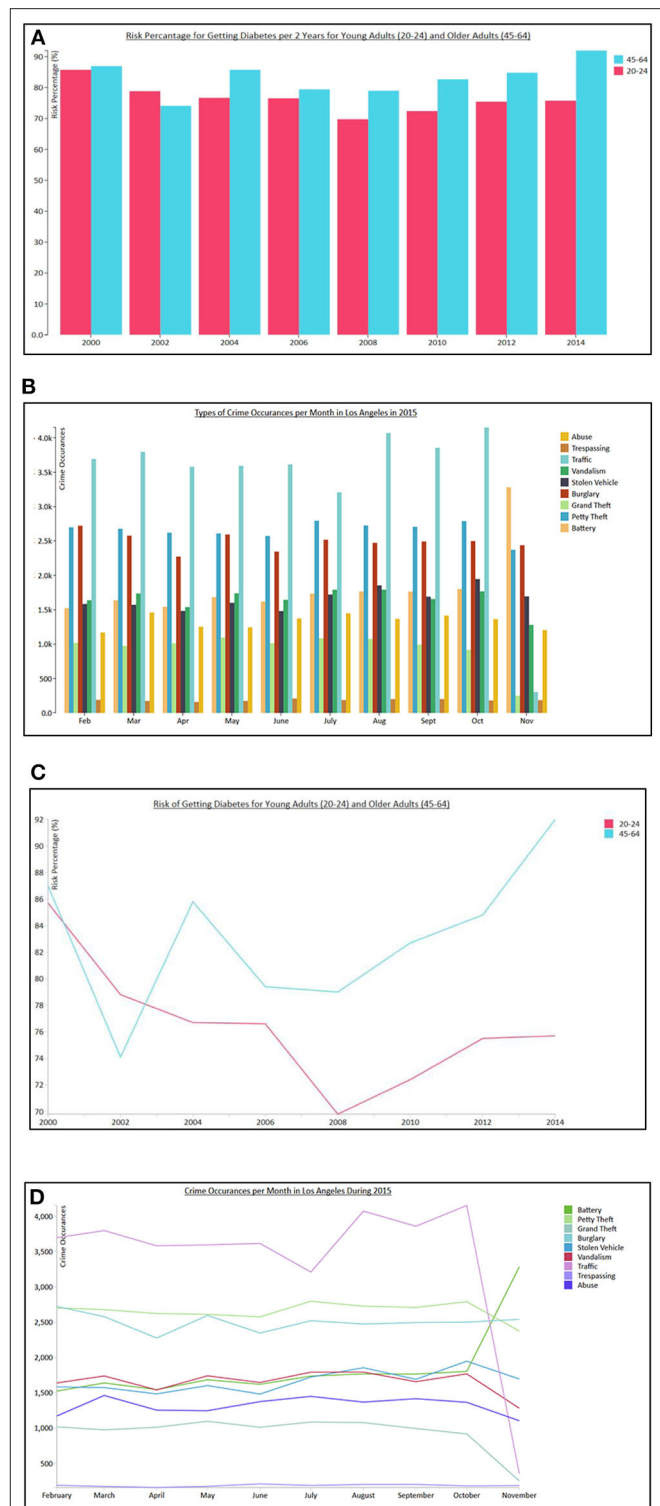 A
Risk Percentage for Getting Diabetes per 2 Years for Young Adults (20-24) and Older Adults (45-64)
Risk Percentage (%)
90
80
70
60
50
40
30
20
10
0.0
2000 2002 2004 2006 2008 2010 2012 2014
45-64
20-24
B
Types of Crime Occurances per Month in Los Angeles in 2015
Crime Occurances
4.0k
3.5k
3.0k
2.5k
2.0k
1.5k
1.0k
500
0.0
Feb Mar Apr May June July Aug Sept Oct Nov
Abuse
Trespassing
Traffic
Vandalism
Stolen Vehicle
Burglary
Grand Theft
Petty Theft
Battery
C
Risk of Getting Diabetes for Young Adults (20-24) and Older Adults (45-64)
Risk Percentage (%)
92
90
88
86
84
82
80
78
76
74
72
70
2000 2002 2004 2006 2008 2010 2012 2014
20-24
45-64
D
Crime Occurances per Month in Los Angeles During 2015
Crime Occurances
4,000
3,500
3,000
2,500
2,000
1,500
1,000
500
February March April May June July August September October November
Battery
Petty Theft
Grand Theft
Burglary
Stolen Vehicle
Vandalism
Traffic
Trespassing
Abuse